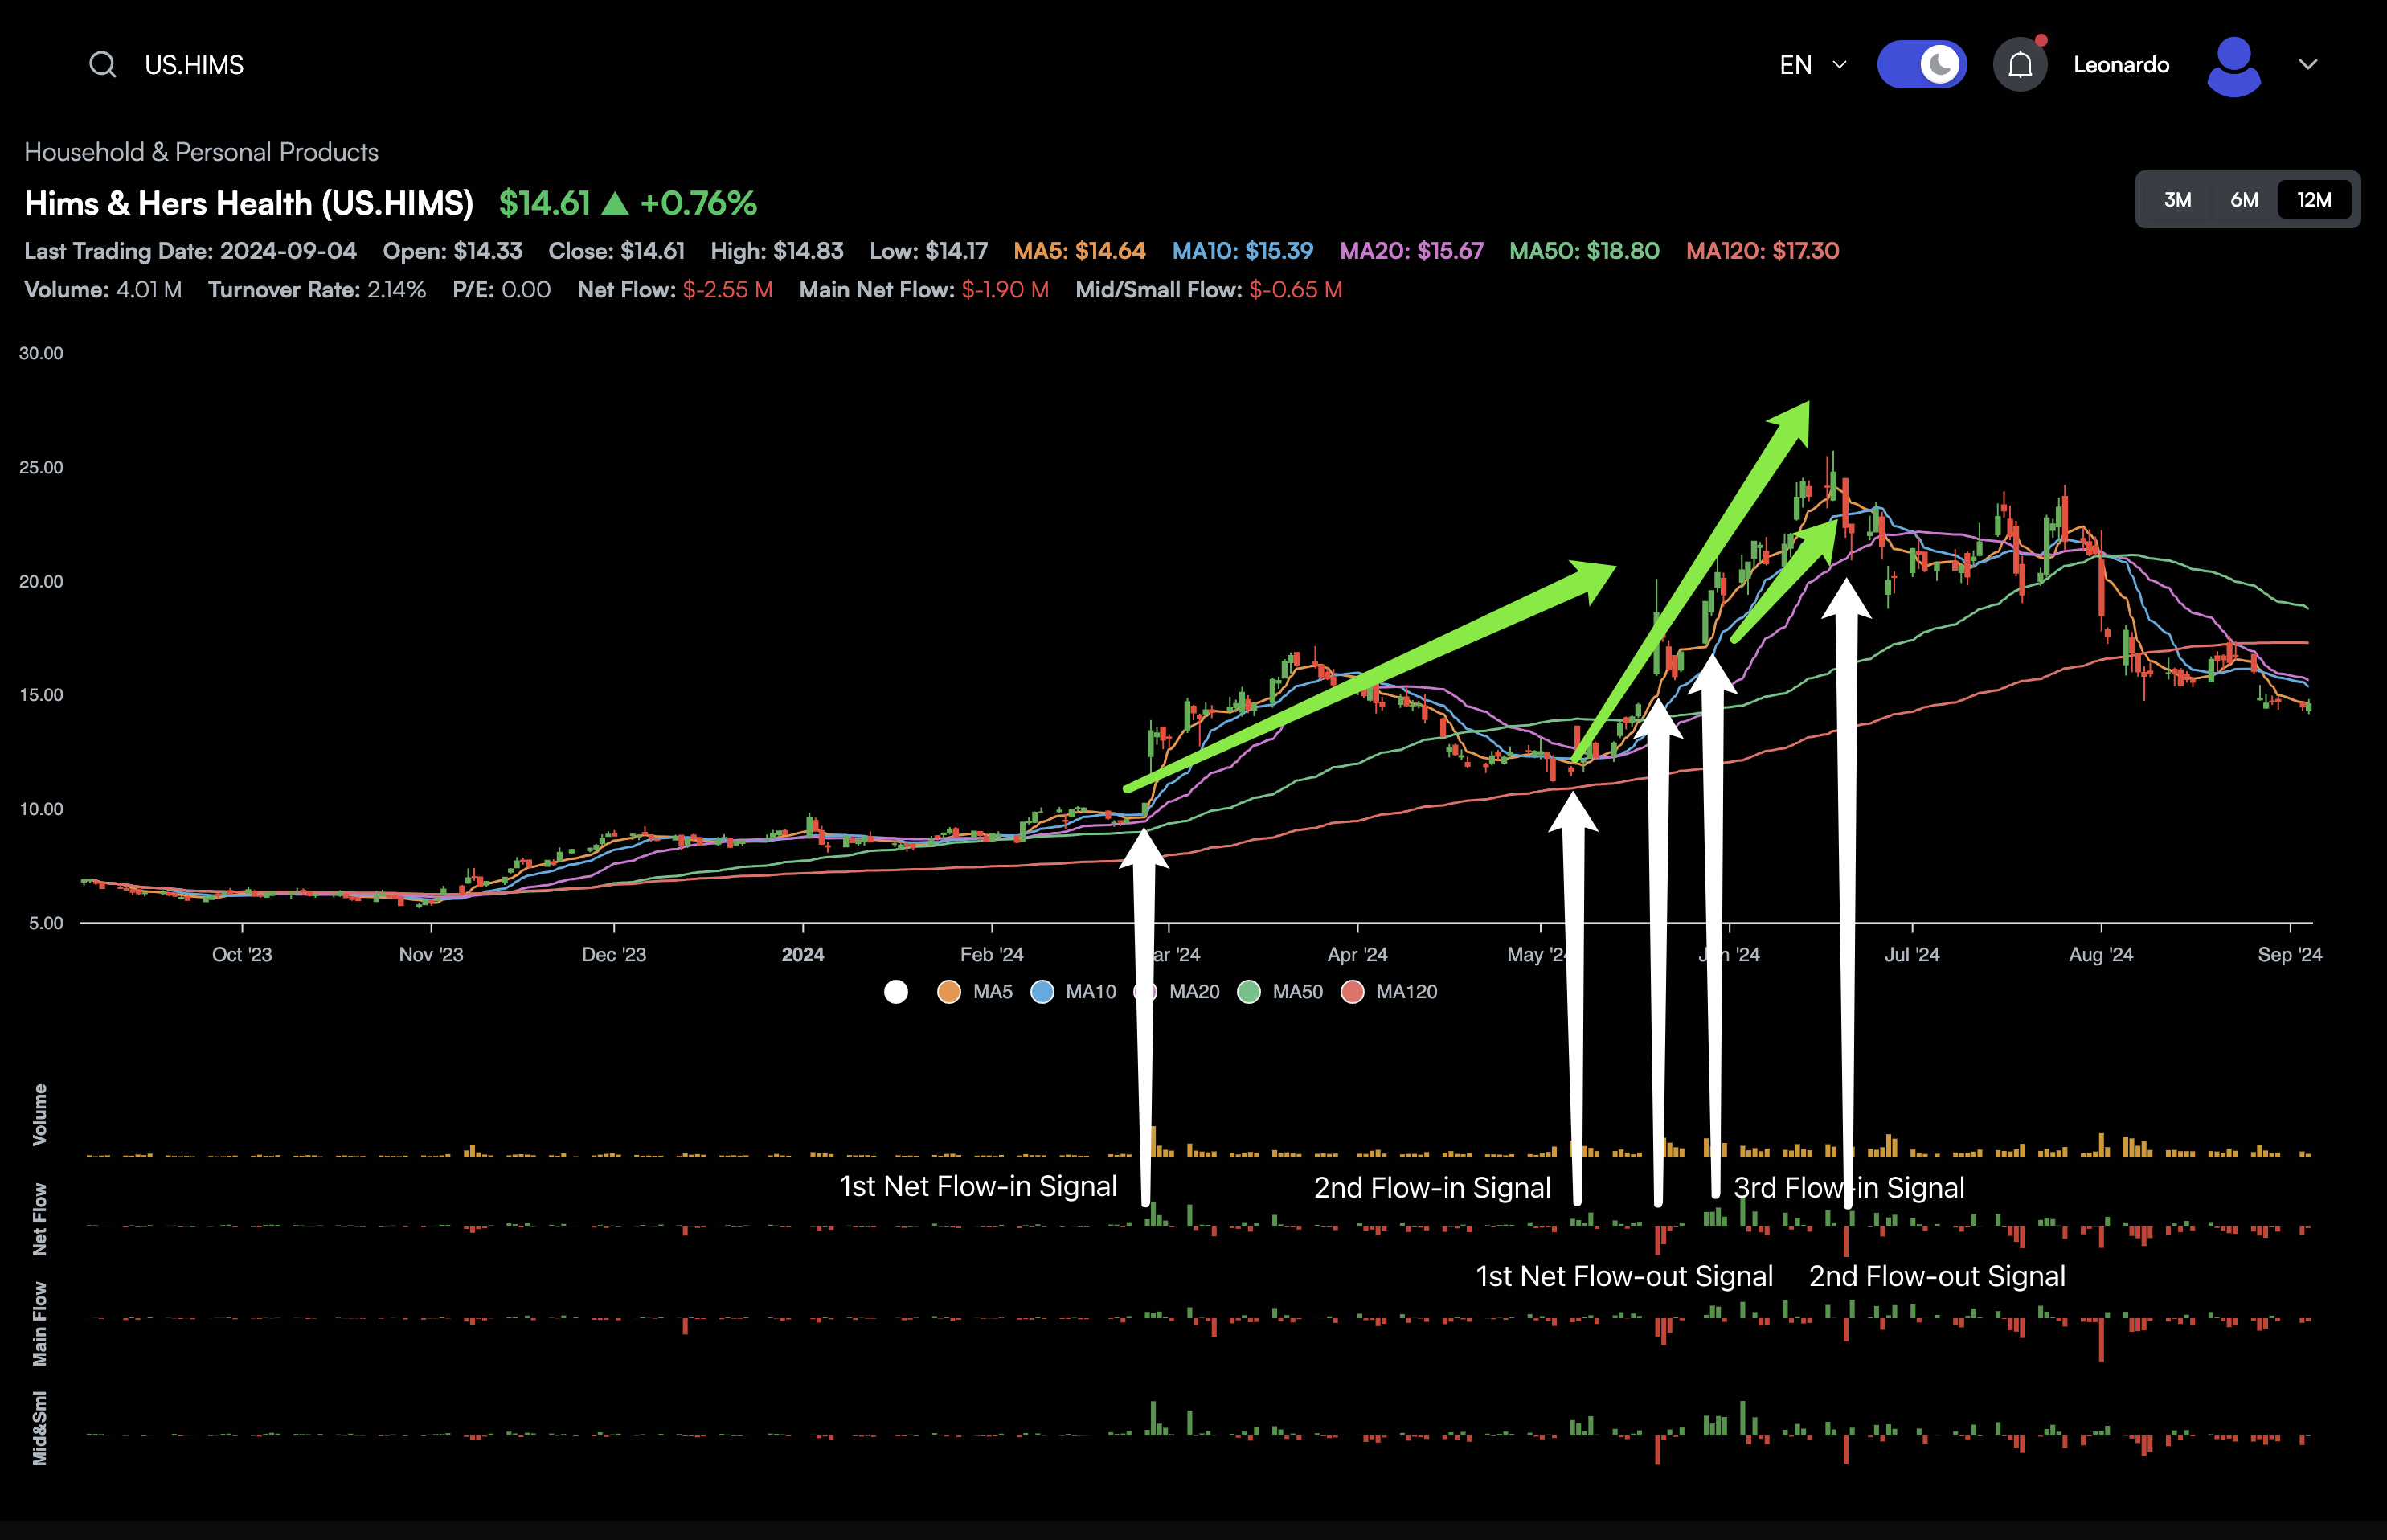 US.HIMS
EN
Leonardo
Household & Personal Products
Hims & Hers Health (US.HIMS) $14.61 ▲ +0.76%
3M 6M 12M
Last Trading Date: 2024-09-04 Open: $14.33 Close: $14.61 High: $14.83 Low: $14.17 MA5: $14.64 MA10: $15.39 MA20: $15.67 MA50: $18.80 MA120: $17.30
Volume: 4.01 M Turnover Rate: 2.14% P/E: 0.00 Net Flow: $-2.55 M Main Net Flow: $-1.90 M Mid/Small Flow: $-0.65 M
30.00
25.00
20.00
15.00
10.00
5.00
Oct '23 Nov '23 Dec '23 2024 Feb '24 ar '24 Apr '24 May '24 Jun '24 Jul '24 Aug '24 Sep '24
MA5 MA10 MA20 MA50 MA120
Volume
1st Net Flow-in Signal 2nd Flow-in Signal 3rd Flow-in Signal
Net Flow
1st Net Flow-out Signal 2nd Flow-out Signal
Main Flow
Mid&Sml